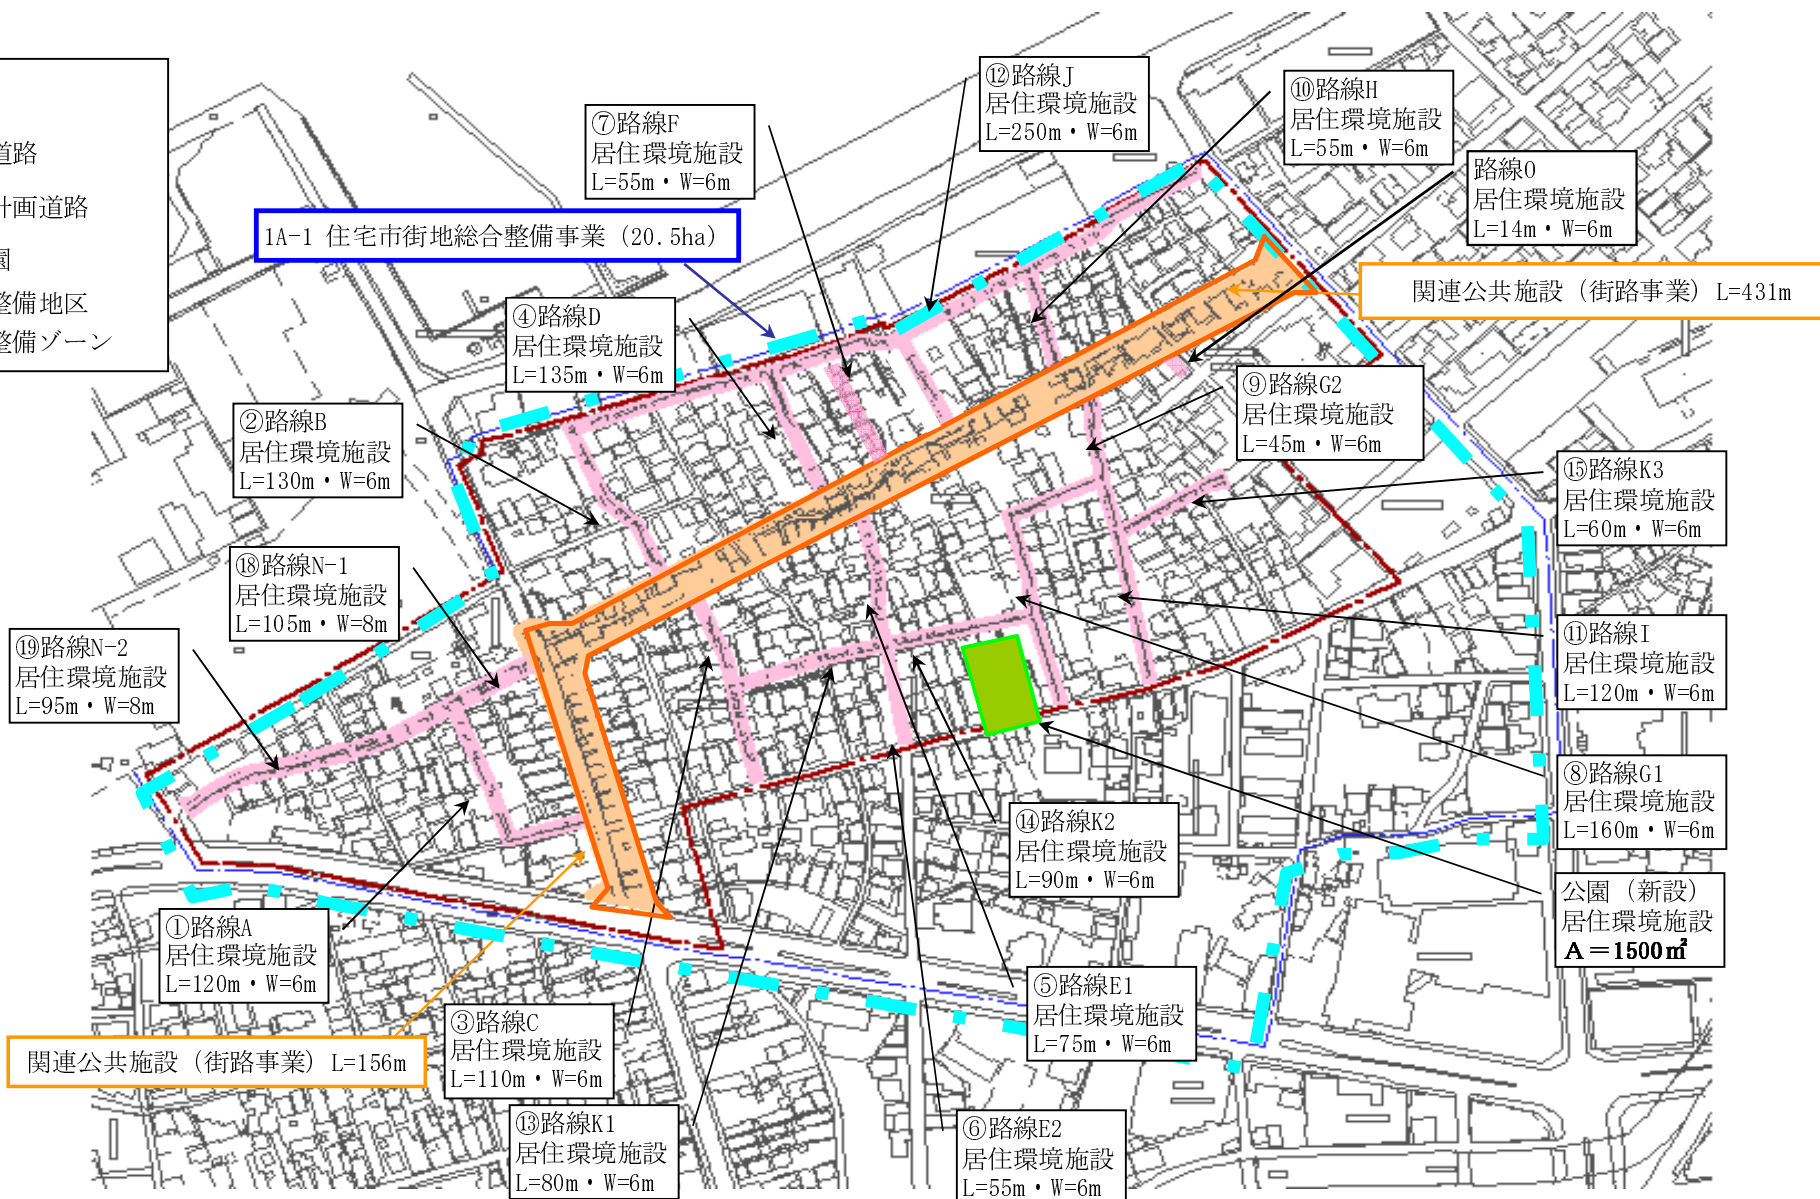 道路
計画道路
園
整備地区
整備ゾーン
⑫路線J
居住環境施設
L=250m・W=6m
⑩路線H
居住環境施設
L=55m・W=6m
⑦路線F
居住環境施設
L=55m・W=6m
路線O
居住環境施設
L=14m・W=6m
1A-1 住宅市街地総合整備事業（20.5ha）
関連公共施設（街路事業）L=431m
④路線D
居住環境施設
L=135m・W=6m
⑨路線G2
居住環境施設
L=45m・W=6m
②路線B
居住環境施設
L=130m・W=6m
⑮路線K3
居住環境施設
L=60m・W=6m
⑱路線N-1
居住環境施設
L=105m・W=8m
⑲路線N-2
居住環境施設
L=95m・W=8m
⑪路線I
居住環境施設
L=120m・W=6m
⑧路線G1
居住環境施設
L=160m・W=6m
⑭路線K2
居住環境施設
L=90m・W=6m
公園（新設）
居住環境施設
A＝1500㎡
①路線A
居住環境施設
L=120m・W=6m
⑤路線E1
居住環境施設
L=75m・W=6m
③路線C
居住環境施設
L=110m・W=6m
関連公共施設（街路事業）L=156m
⑬路線K1
居住環境施設
L=80m・W=6m
⑥路線E2
居住環境施設
L=55m・W=6m